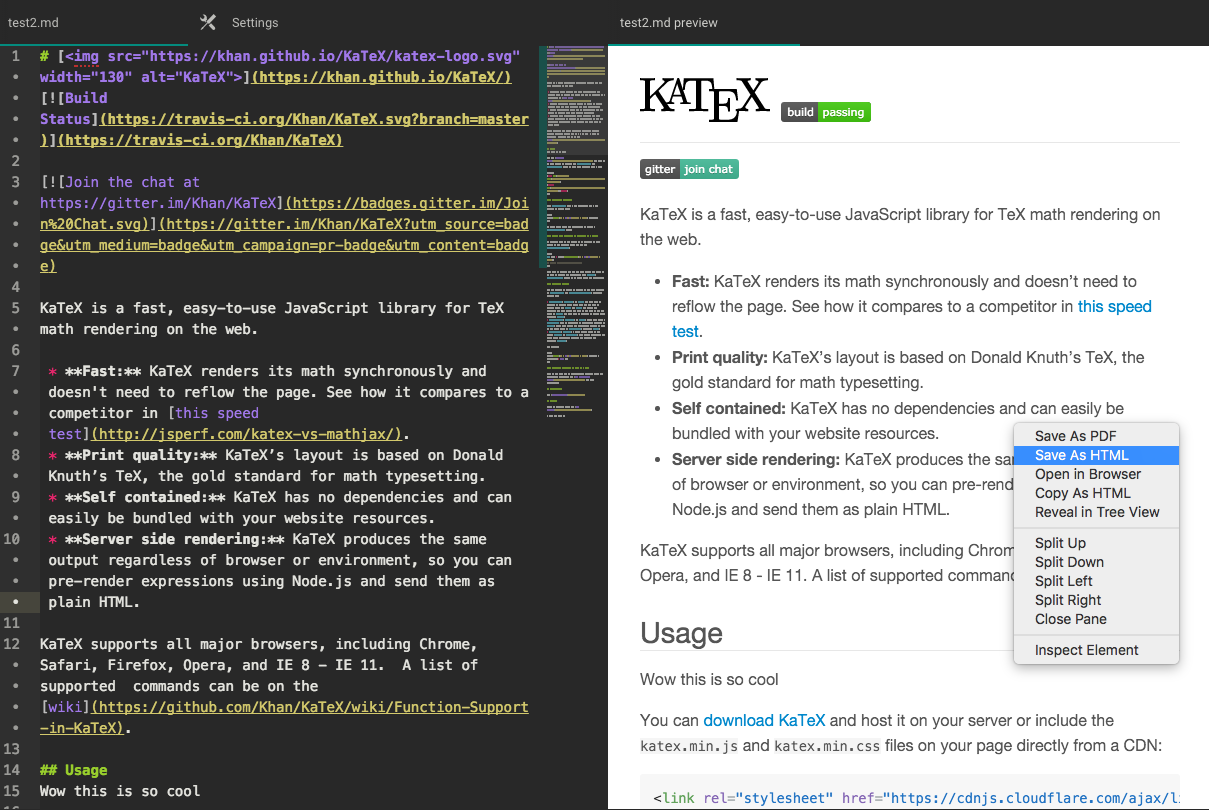 test2.md
Settings
test2.md preview
1 # [<img src="https://khan.github.io/KaTeX/katex-logo.svg"
• width="130" alt="KaTeX">](https://khan.github.io/KaTeX/)
• [![Build
• Status](https://travis-ci.org/Khan/KaTeX.svg?branch=master
• )](https://travis-ci.org/Khan/KaTeX)
2
3 [![Join the chat at
• https://gitter.im/Khan/KaTeX](https://badges.gitter.im/Joi
• n%20Chat.svg)](https://gitter.im/Khan/KaTeX?utm_source=bad
• ge&utm_medium=badge&utm_campaign=pr-badge&utm_content=badg
• e)
4
5 KaTeX is a fast, easy-to-use JavaScript library for TeX
• math rendering on the web.
6
7 * **Fast:** KaTeX renders its math synchronously and
• doesn't need to reflow the page. See how it compares to a
• competitor in [this speed
• test](http://jsperf.com/katex-vs-mathjax/).
8 * **Print quality:** KaTeX’s layout is based on Donald
• Knuth’s TeX, the gold standard for math typesetting.
9 * **Self contained:** KaTeX has no dependencies and can
• easily be bundled with your website resources.
10 * **Server side rendering:** KaTeX produces the same
• output regardless of browser or environment, so you can
• pre-render expressions using Node.js and send them as
• plain HTML.
11
12 KaTeX supports all major browsers, including Chrome,
• Safari, Firefox, Opera, and IE 8 - IE 11.  A list of
• supported  commands can be on the
• [wiki](https://github.com/Khan/KaTeX/wiki/Function-Support
• -in-KaTeX).
13
14 ## Usage
15 Wow this is so cool
KATEX
build passing
gitter join chat
KaTeX is a fast, easy-to-use JavaScript library for TeX math rendering on
the web.
• Fast: KaTeX renders its math synchronously and doesn’t need to
reflow the page. See how it compares to a competitor in this speed
test.
• Print quality: KaTeX’s layout is based on Donald Knuth’s TeX, the
gold standard for math typesetting.
• Self contained: KaTeX has no dependencies and can easily be
bundled with your website resources.
• Server side rendering: KaTeX produces the
of browser or environment, so you can
Node.js and send them as plain HTML.
KaTeX supports all major browsers, including
Opera, and IE 8 - IE 11. A list of supported
Usage
Wow this is so cool
You can download KaTeX and host it on your server or include the
katex.min.js and katex.min.css files on your page directly from a CDN:
<link rel="stylesheet" href="https://cdnjs.cloudflare.com/ajax/
Save As PDF
Save As HTML
Open in Browser
Copy As HTML
Reveal in Tree View
Split Up
Split Down
Split Left
Split Right
Close Pane
Inspect Element